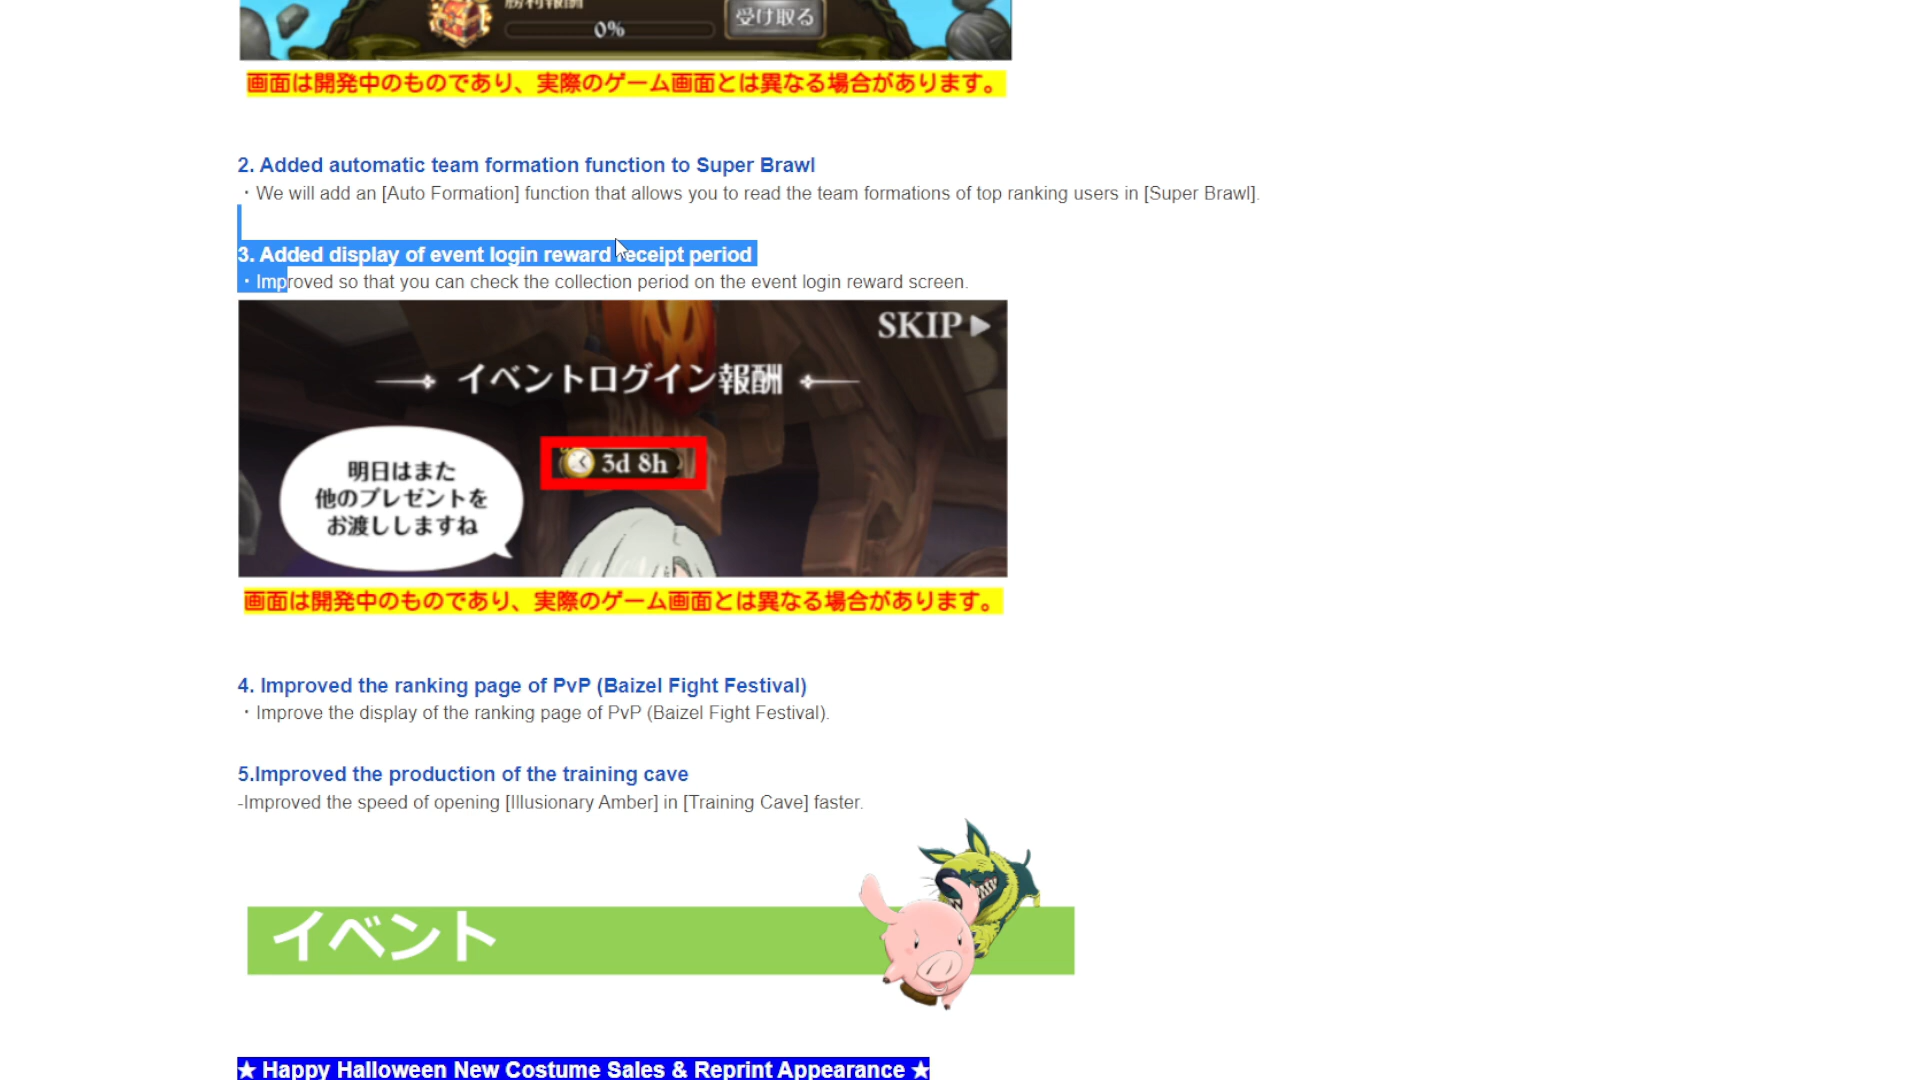 勝利報酬
0%
受け取る
画面は開発中のものであり、実際のゲーム画面とは異なる場合があります。
2. Added automatic team formation function to Super Brawl
・We will add an [Auto Formation] function that allows you to read the team formations of top ranking users in [Super Brawl].
3. Added display of event login reward receipt period
・Improved so that you can check the collection period on the event login reward screen.
SKIP
イベントログイン報酬
3d 8h
明日はまた
他のプレゼントを
お渡ししますね
画面は開発中のものであり、実際のゲーム画面とは異なる場合があります。
4. Improved the ranking page of PvP (Baizel Fight Festival)
・Improve the display of the ranking page of PvP (Baizel Fight Festival).
5.Improved the production of the training cave
-Improved the speed of opening [Illusionary Amber] in [Training Cave] faster.
イベント
★ Happy Halloween New Costume Sales & Reprint Appearance ★